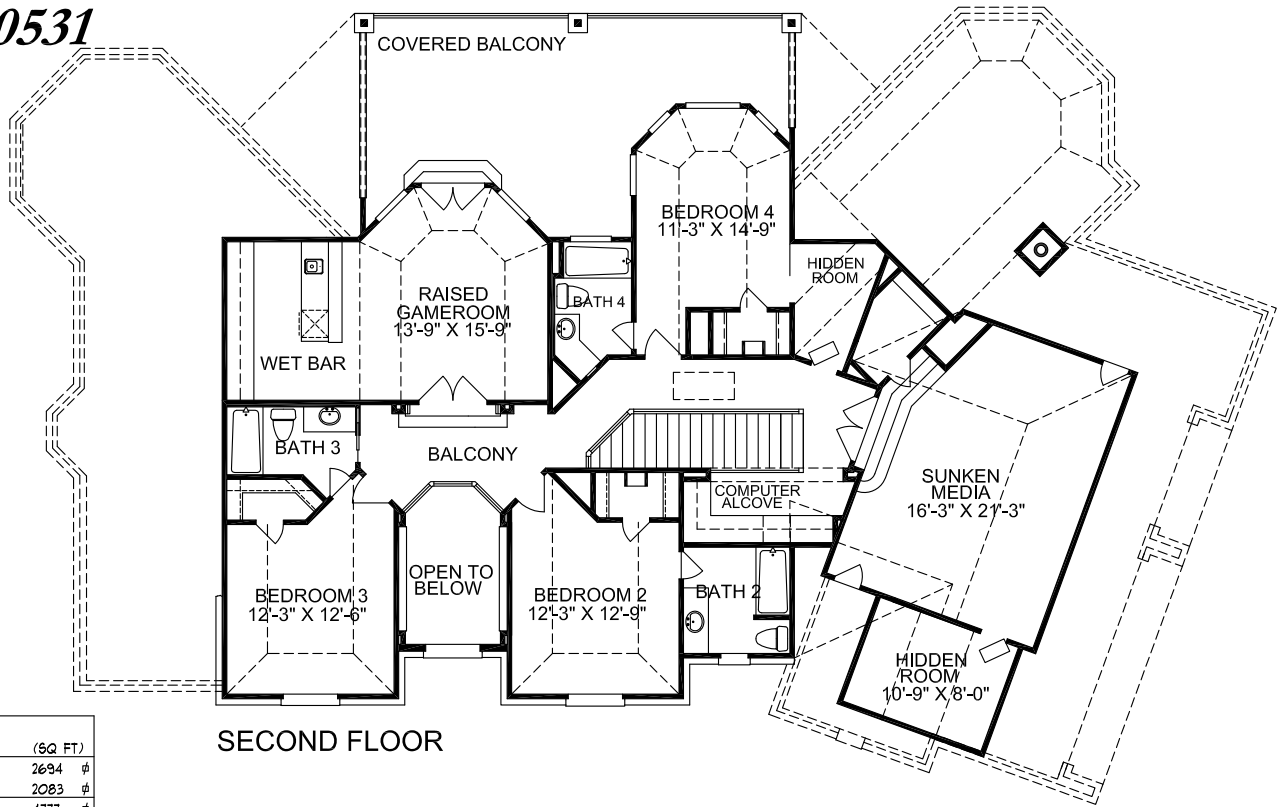 0531
COVERED BALCONY
BEDROOM 4
11'-3" X 14'-9"
HIDDEN
ROOM
RAISED
GAMEROOM
13'-9" X 15'-9"
BATH 4
WET BAR
BATH 3
BALCONY
COMPUTER
ALCOVE
SUNKEN
MEDIA
16'-3" X 21'-3"
OPEN TO
BELOW
BEDROOM 3
12'-3" X 12'-6"
BEDROOM 2
12'-3" X 12'-9"
BATH 2
HIDDEN
ROOM
10'-9" X 8'-0"
SECOND FLOOR
(SQ FT)
2694
2083